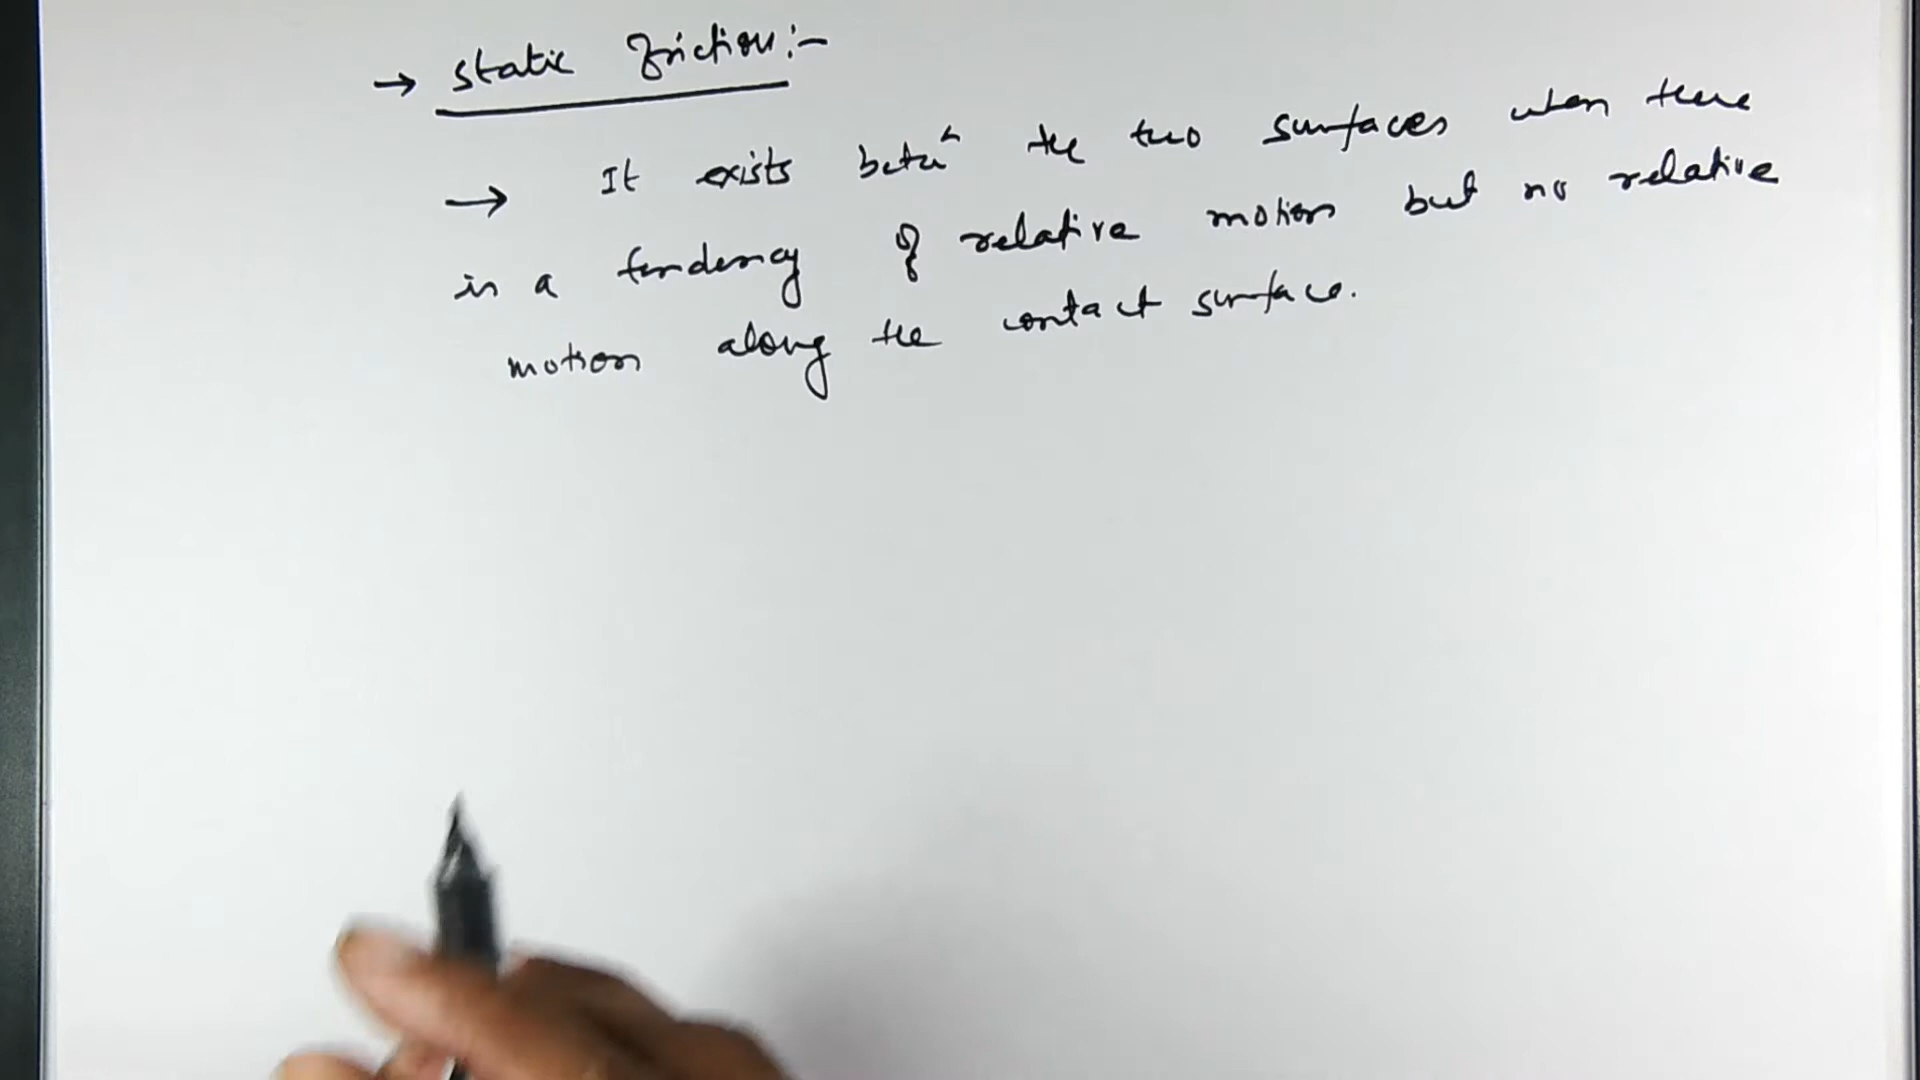 → Static friction:-
→ It exists betwⁿ the two surfaces when there
is a tendency of relative motion but no relative
motion along the contact surface.